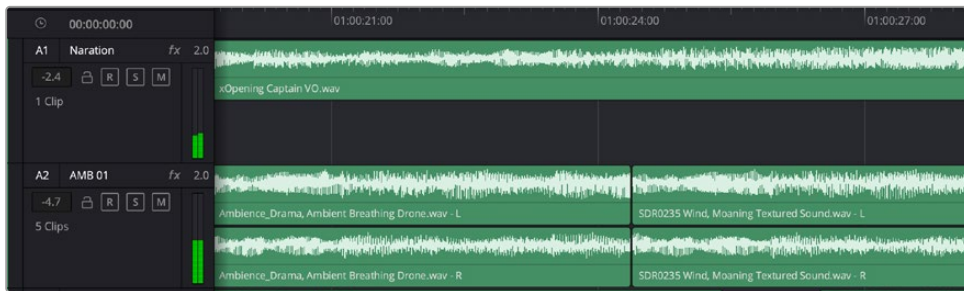 00:00:00:00
01:00:21:00
01:00:24:00
01:00:27:00
A1 Naration fx 2.0
-2.4 R S M
1 Clip
xOpening Captain VO.wav
A2 AMB 01 fx 2.0
-4.7 R S M
5 Clips
Ambience_Drama, Ambient Breathing Drone.wav - L
SDR0235 Wind, Moaning Textured Sound.wav - L
Ambience_Drama, Ambient Breathing Drone.wav - R
SDR0235 Wind, Moaning Textured Sound.wav - R